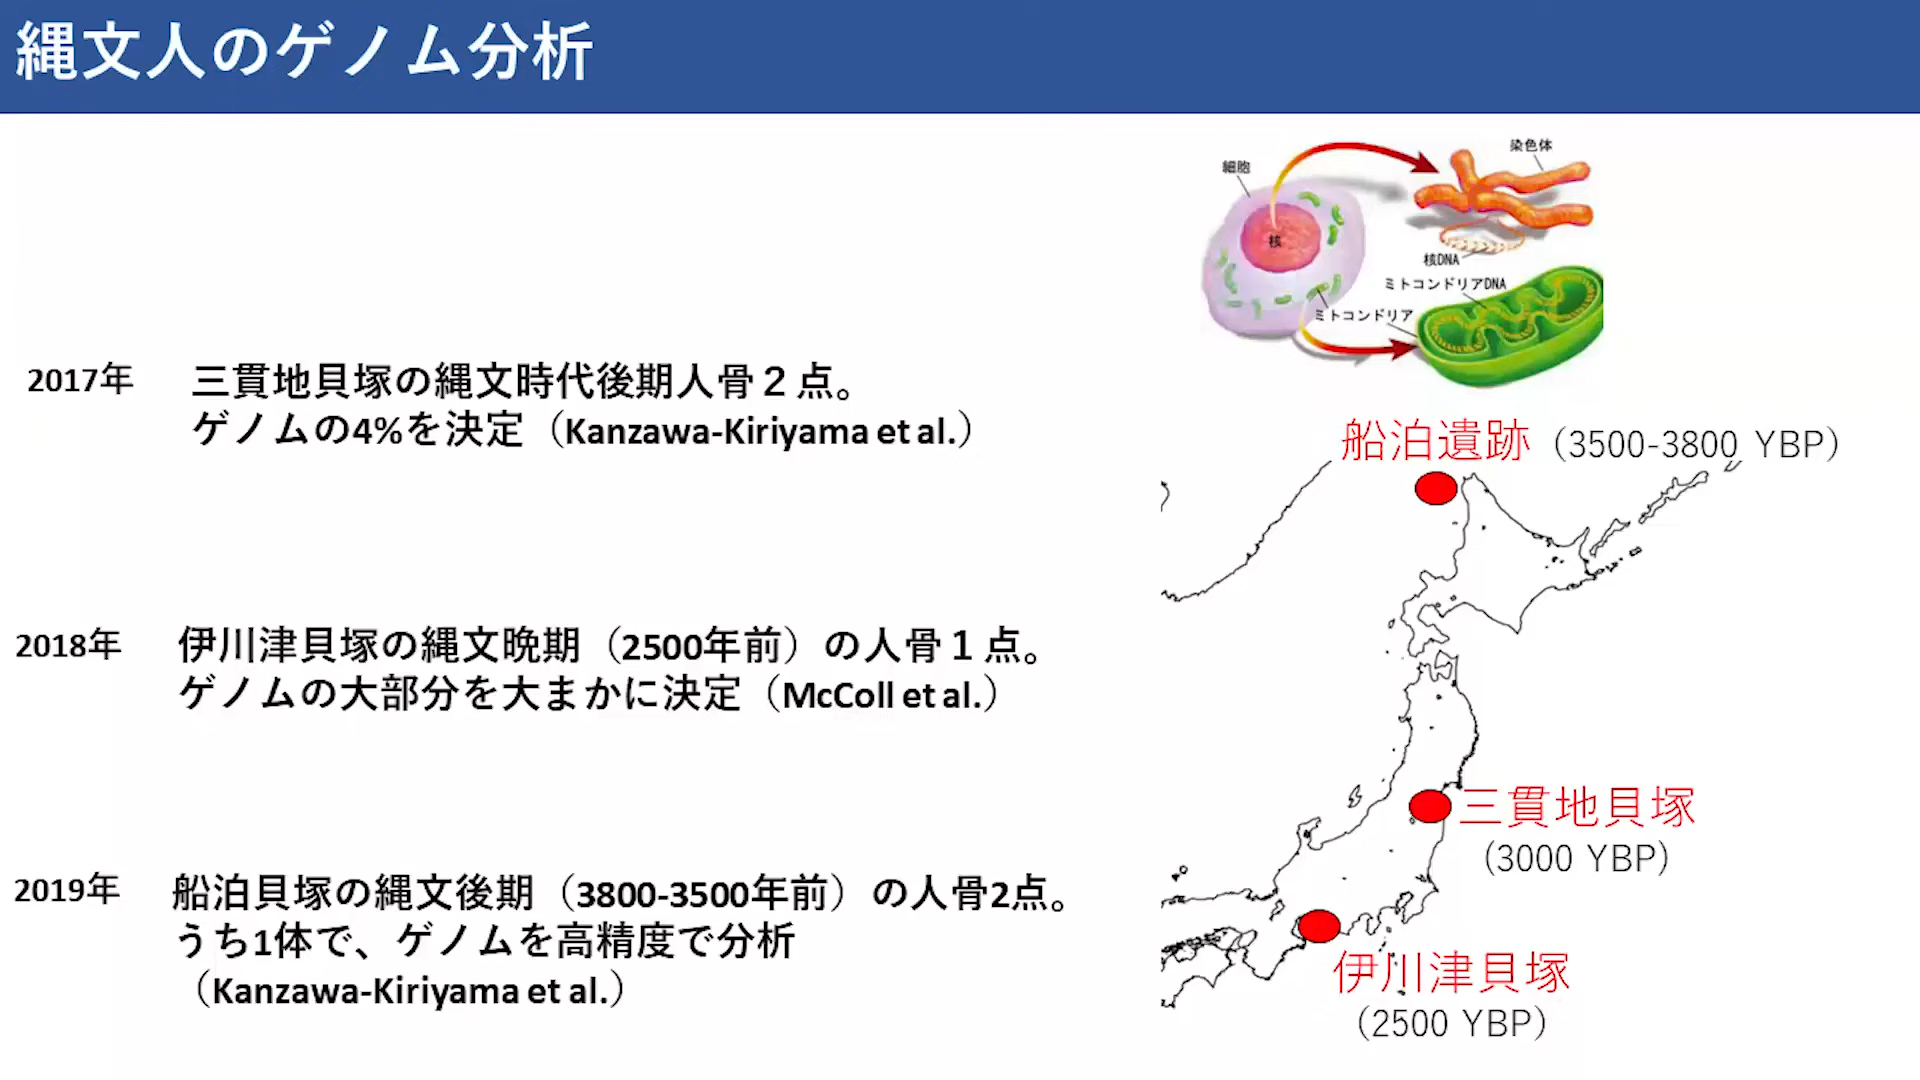 縄文人のゲノム分析
細胞
核
染色体
核DNA
ミトコンドリアDNA
ミトコンドリア
2017年
三貫地貝塚の縄文時代後期人骨２点。
ゲノムの4%を決定（Kanzawa-Kiriyama et al.）
2018年
伊川津貝塚の縄文晩期（2500年前）の人骨１点。
ゲノムの大部分を大まかに決定（McColl et al.）
2019年
船泊貝塚の縄文後期（3800-3500年前）の人骨2点。
うち1体で、ゲノムを高精度で分析
（Kanzawa-Kiriyama et al.）
船泊遺跡（3500-3800 YBP）
三貫地貝塚
（3000 YBP）
伊川津貝塚
（2500 YBP）